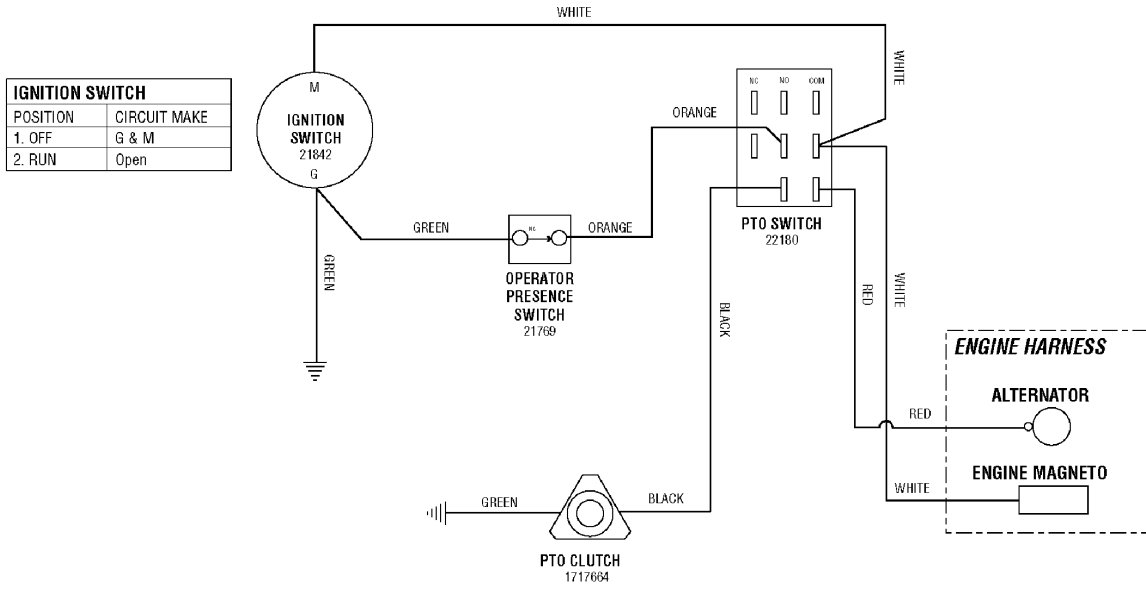 WHITE
IGNITION SWITCH
POSITION CIRCUIT MAKE
1. OFF G & M
2. RUN Open
M
IGNITION
SWITCH
21842
G
WHITE
NC NO COM
ORANGE
PTO SWITCH
22180
GREEN
NC
ORANGE
OPERATOR
PRESENCE
SWITCH
21769
GREEN
BLACK
RED
WHITE
ENGINE HARNESS
ALTERNATOR
RED
ENGINE MAGNETO
WHITE
GREEN
BLACK
PTO CLUTCH
1717664